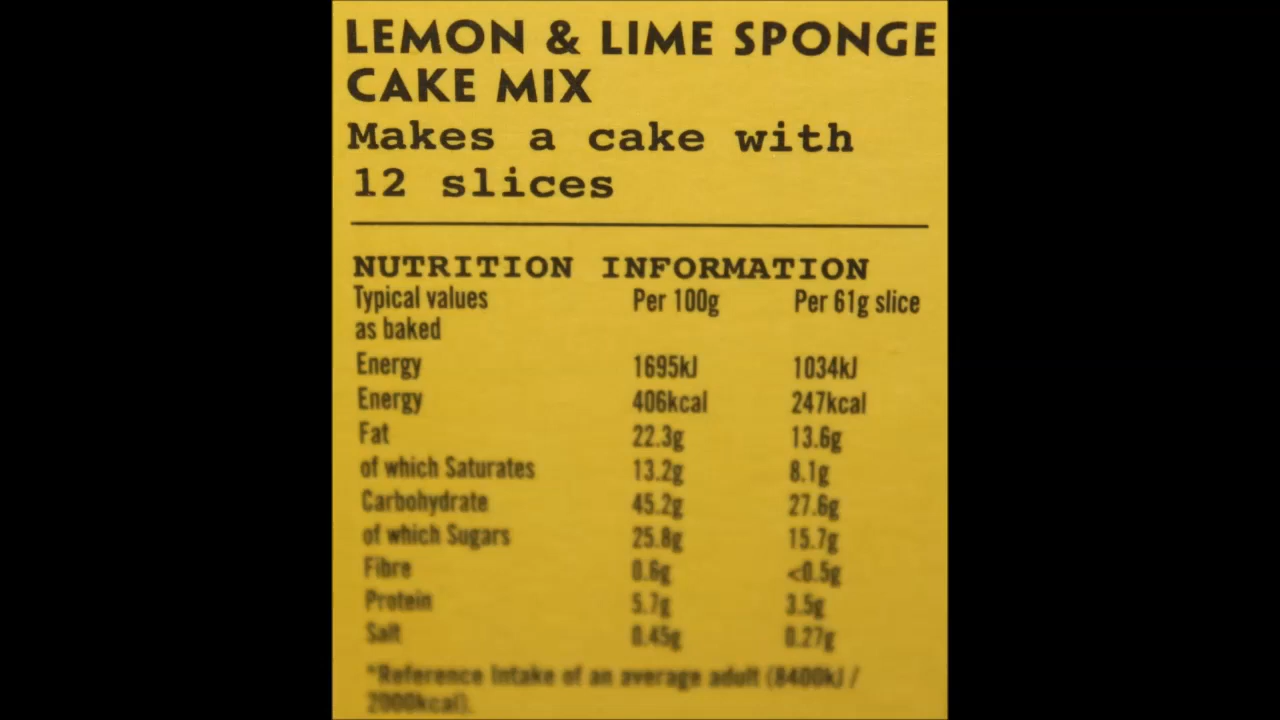 LEMON & LIME SPONGE
CAKE MIX
Makes a cake with
12 slices
NUTRITION INFORMATION
Typical values Per 100g Per 61g slice
as baked
Energy 1695kJ 1034kJ
Energy 406kcal 247kcal
Fat 22.3g 13.6g
of which Saturates 13.2g 8.1g
Carbohydrate 45.2g 27.6g
of which Sugars 25.8g 15.7g
Fibre 0.6g <0.5g
Protein 5.7g 3.5g
Salt 0.45g 0.27g
*Reference Intake of an average adult (8400kJ /
2000kcal).